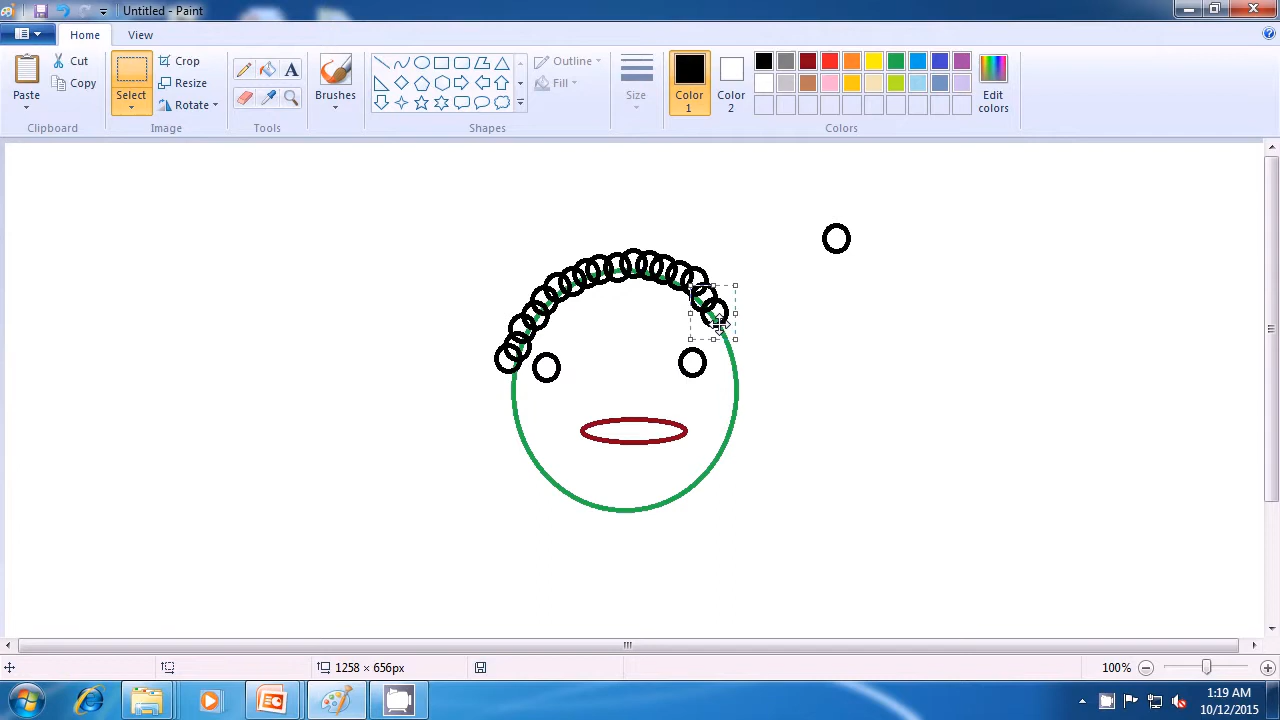 Untitled - Paint
Home View
Paste
Cut
Copy
Clipboard
Select
Crop
Resize
Rotate
Image
A
Tools
Brushes
Shapes
Outline
Fill
Size
Color 1
Color 2
Edit colors
Colors
1258 × 656px
100%
1:19 AM
10/12/2015